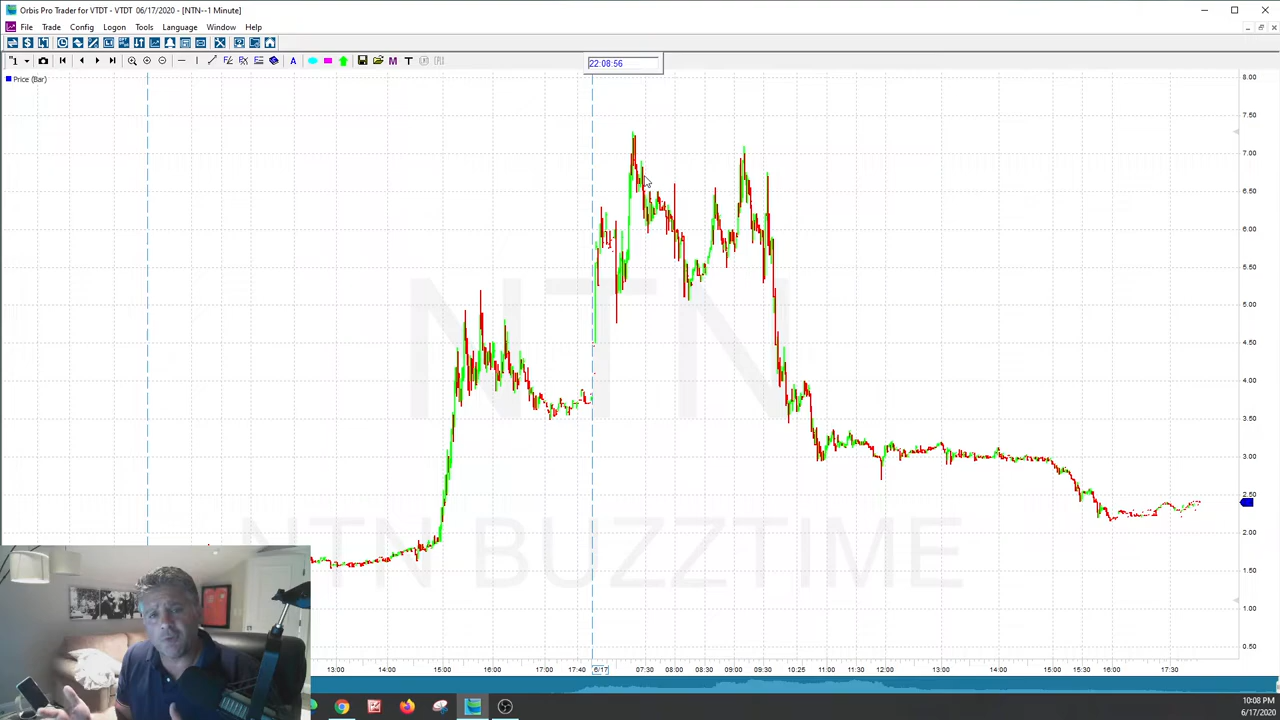 Orbis Pro Trader for VTDT - VTDT 06/17/2020 - [NTN--1 Minute]
File Trade Config Logon Tools Language Window Help
"1 A M T
22:08:56
Price (Bar)
8.00
7.50
7.00
6.50
6.00
5.50
5.00
4.50
4.00
3.50
3.00
2.50
2.00
1.50
1.00
0.50
NTN
NTN BUZZTIME
13:00 14:00 15:00 16:00 17:00 17:40 6/17 07:30 08:00 08:30 09:00 09:30 10:25 11:00 12:00 13:00 14:00 15:00 15:30 16:00 17:30
10:08 PM
6/17/2020